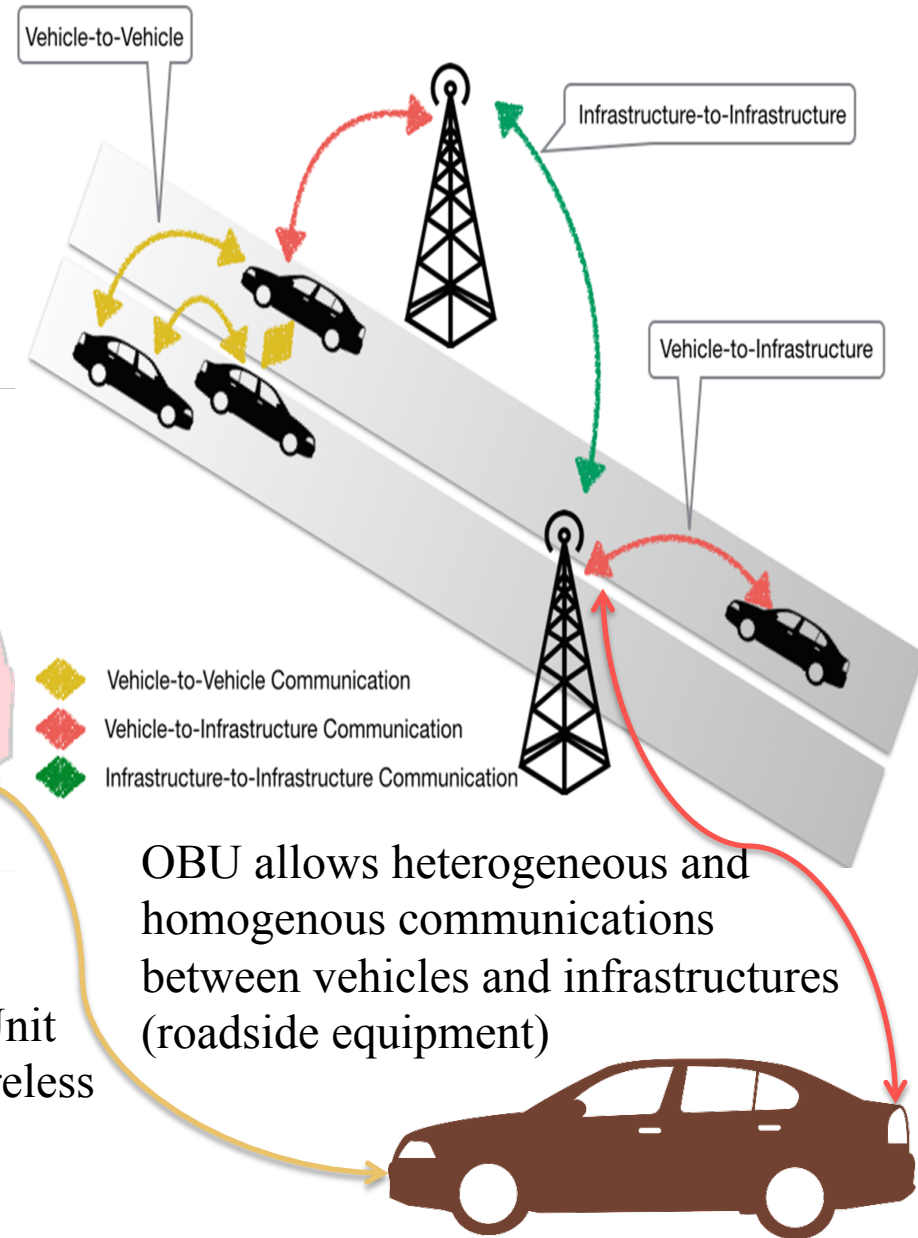 Vehicle-to-Vehicle
Infrastructure-to-Infrastructure
Vehicle-to-Infrastructure
Vehicle-to-Vehicle Communication
Vehicle-to-Infrastructure Communication
Infrastructure-to-Infrastructure Communication
OBU allows heterogeneous and
homogenous communications
between vehicles and infrastructures
(roadside equipment)